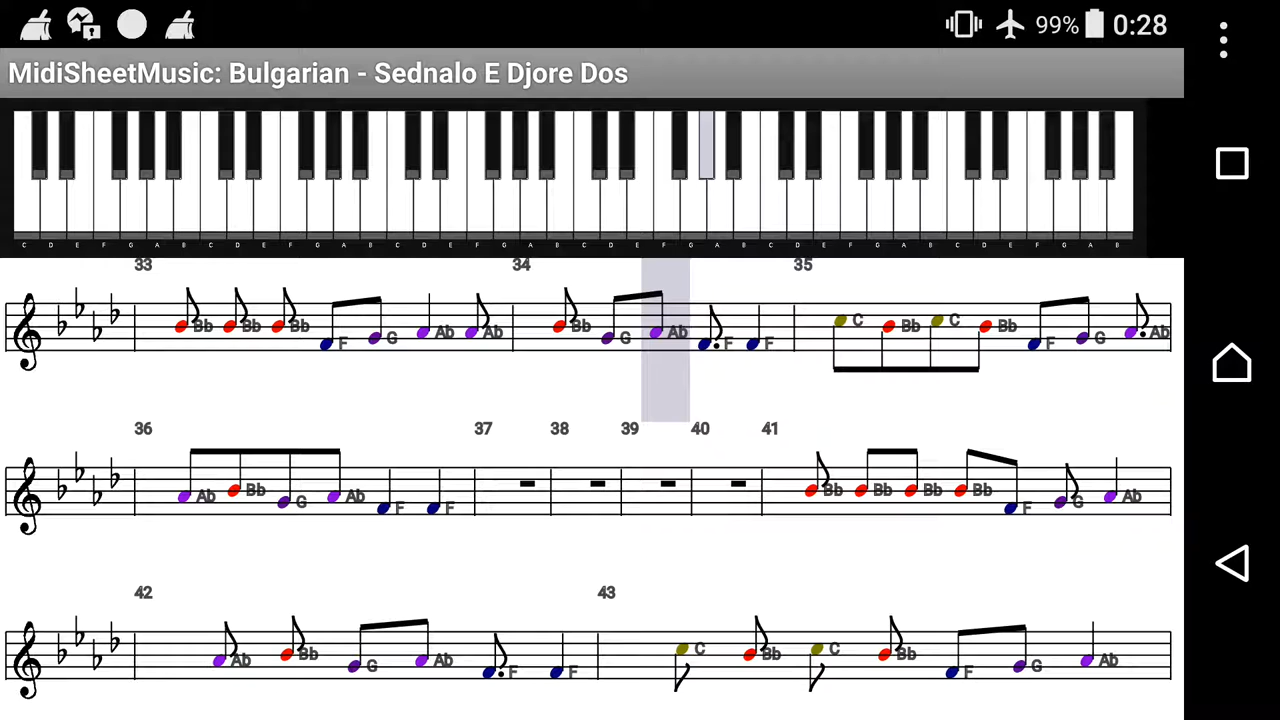 99% 0:28
MidiSheetMusic: Bulgarian - Sednalo E Djore Dos
C D E F G A B C D E F G A B C D E F G A B C D E F G A B C D E F G A B C D E F G A B
33 34 35
Bb Bb Bb F G Ab Ab Bb G Ab F F C Bb C Bb F G Ab
36 37 38 39 40 41
Ab Bb G Ab F F Bb Bb Bb Bb F G Ab
42 43
Ab Bb G Ab F F C Bb C Bb F G Ab